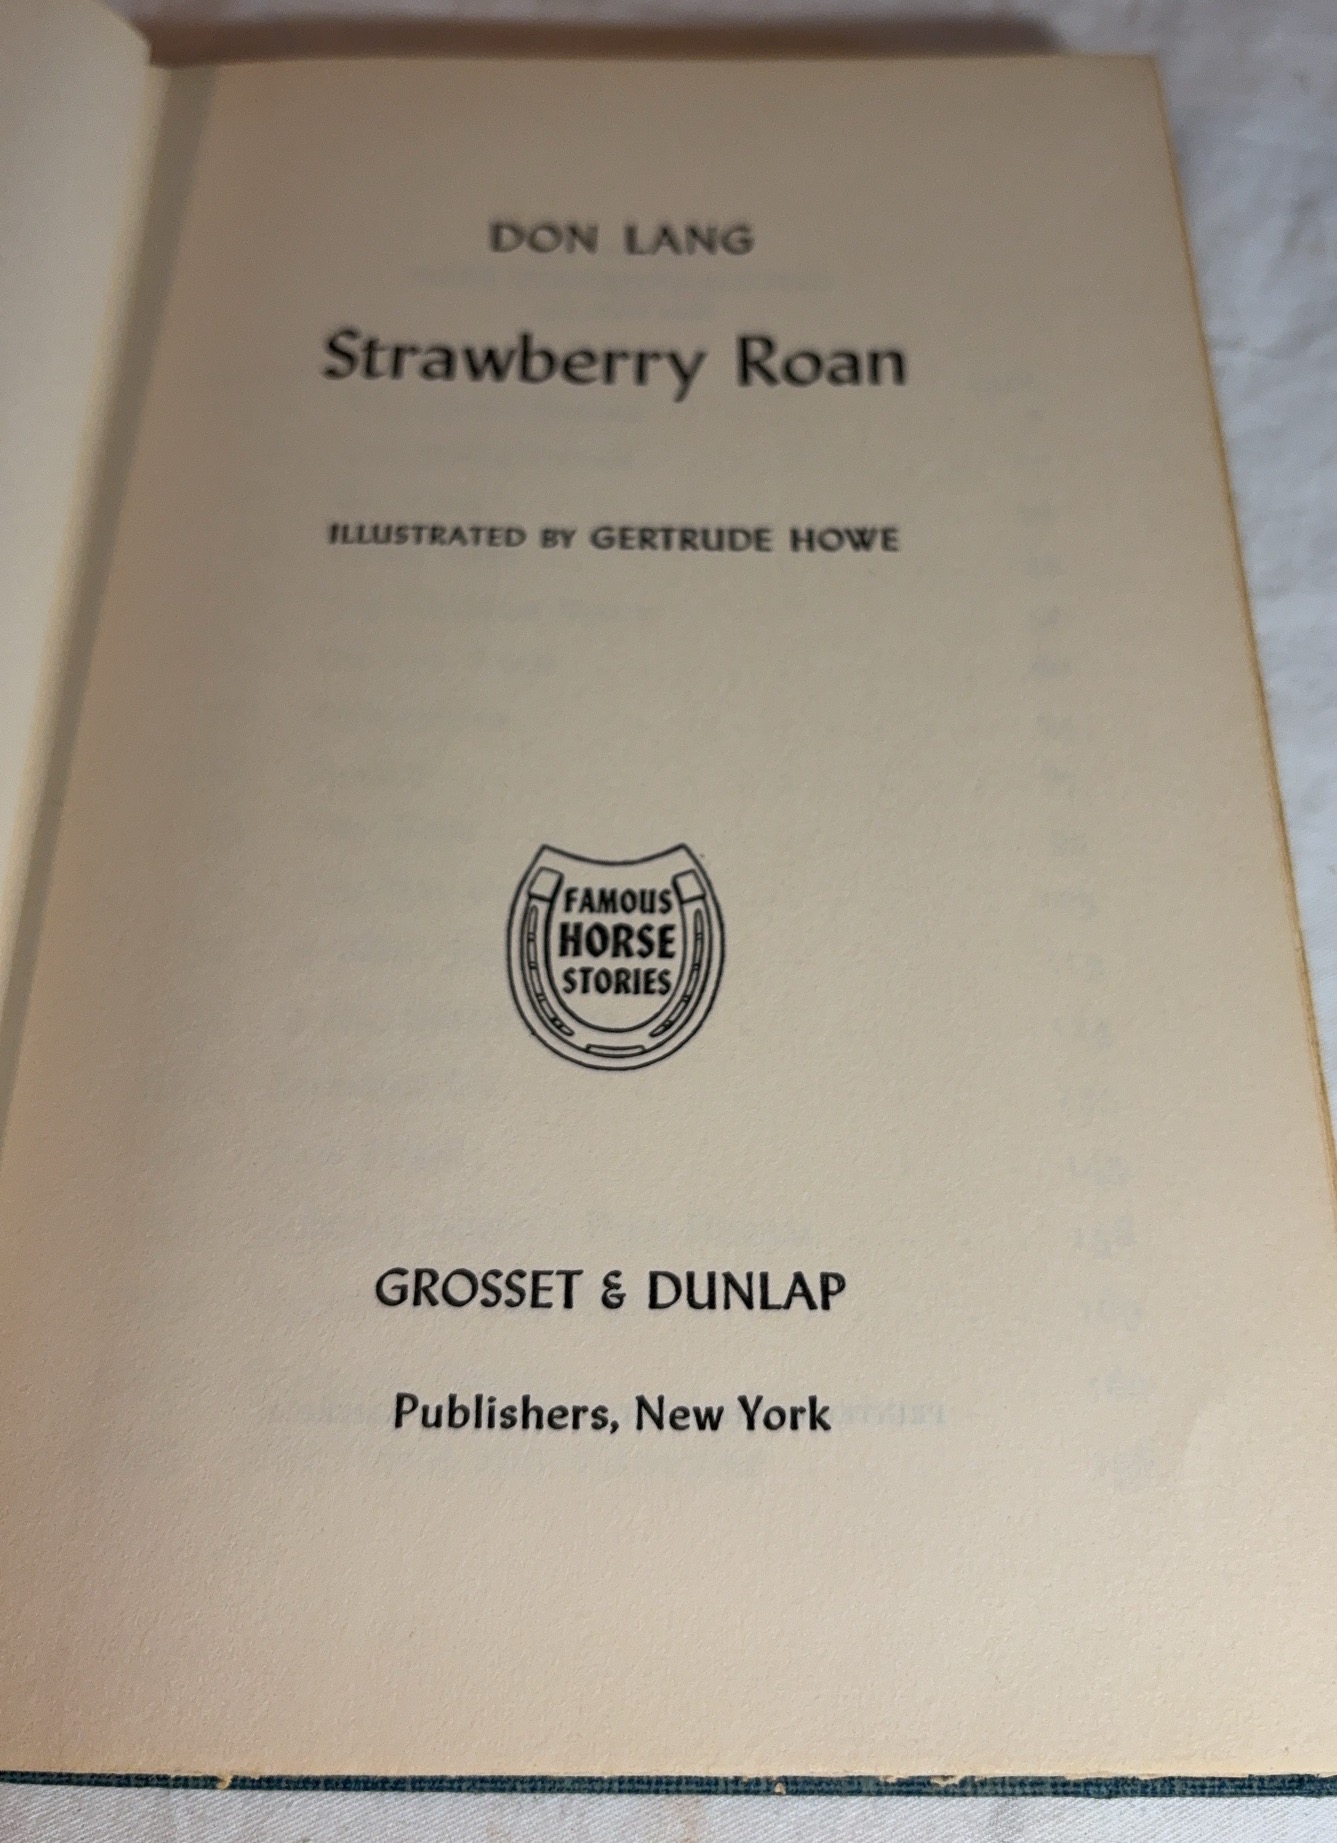 DON LANG
Strawberry Roan
ILLUSTRATED BY GERTRUDE HOWE
FAMOUS
HORSE
STORIES
GROSSET & DUNLAP
Publishers, New York